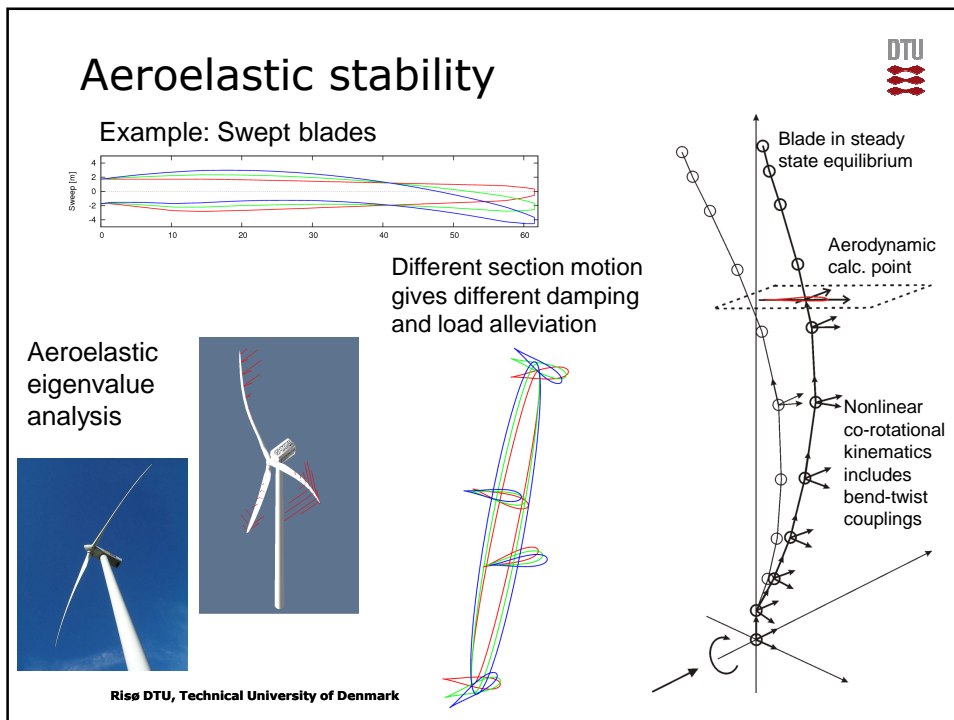 Aeroelastic stability
DTU
Example: Swept blades
Sweep [m]
4
2
0
-2
-4
0 10 20 30 40 50 60
Different section motion
gives different damping
and load alleviation
Aeroelastic
eigenvalue
analysis
Blade in steady
state equilibrium
Aerodynamic
calc. point
Nonlinear
co-rotational
kinematics
includes
bend-twist
couplings
Risø DTU, Technical University of Denmark